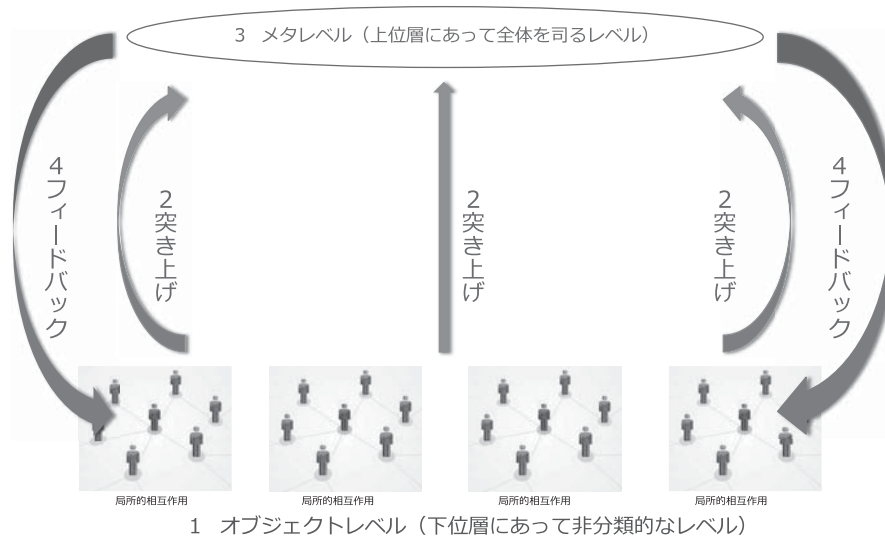 3　メタレベル（上位層にあって全体を司るレベル）
4フィードバック
2突き上げ
2突き上げ
2突き上げ
4フィードバック
局所的相互作用
局所的相互作用
局所的相互作用
局所的相互作用
1　オブジェクトレベル（下位層にあって非分類的なレベル）